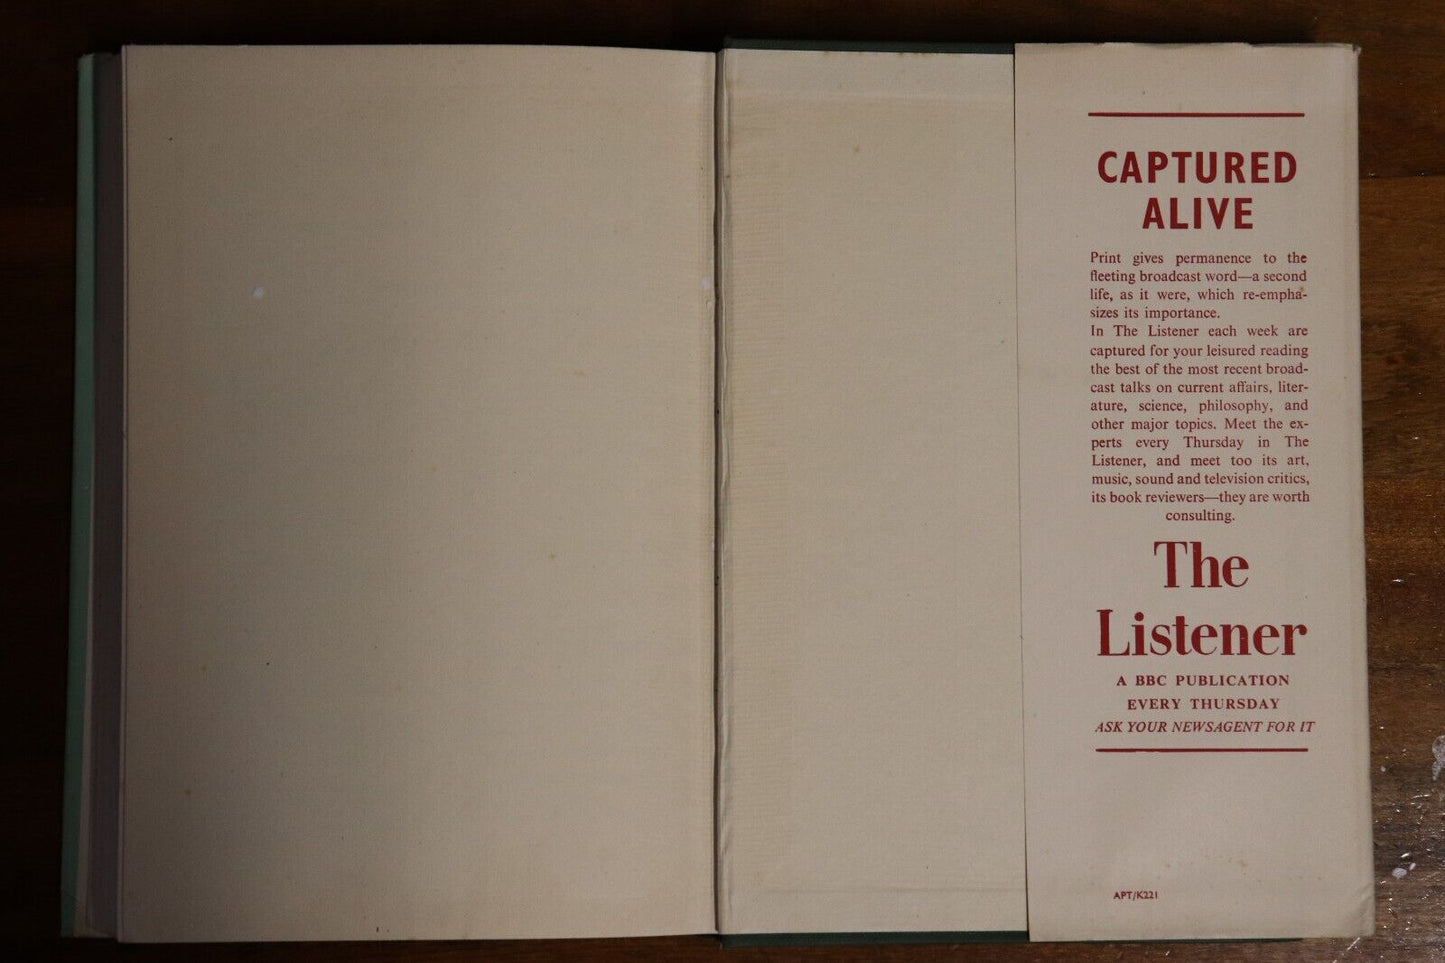 CAPTURED
ALIVE
Print gives permanence to the
fleeting broadcast word—a second
life, as it were, which re-empha-
sizes its importance.
In The Listener each week are
captured for your leisured reading
the best of the most recent broad-
cast talks on current affairs, liter-
ature, science, philosophy, and
other major topics. Meet the ex-
perts every Thursday in The
Listener, and meet too its art,
music, sound and television critics,
its book reviewers—they are worth
consulting.
The
Listener
A BBC PUBLICATION
EVERY THURSDAY
ASK YOUR NEWSAGENT FOR IT
APT/K221